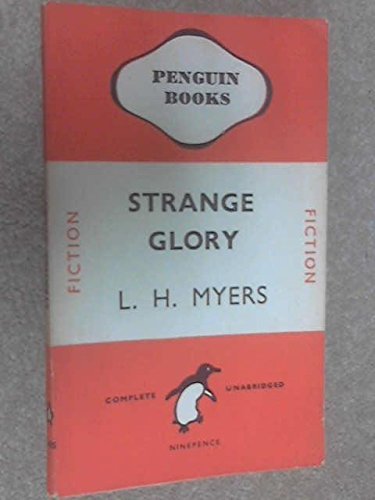 PENGUIN
BOOKS
FICTION
STRANGE
GLORY
L. H. MYERS
FICTION
COMPLETE UNABRIDGED
NINEPENCE